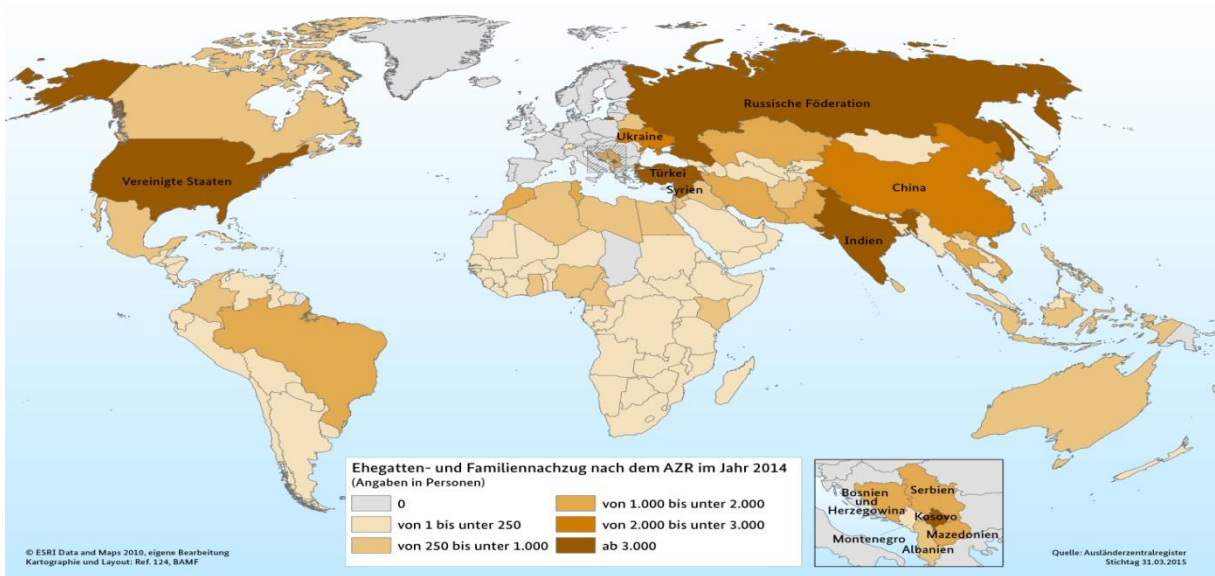 Russische Föderation
Ukraine
Vereinigte Staaten
Türkei
Syrien
China
Indien
Ehegatten- und Familiennachzug nach dem AZR im Jahr 2014
(Angaben in Personen)
0
von 1.000 bis unter 2.000
von 1 bis unter 250
von 2.000 bis unter 3.000
von 250 bis unter 1.000
ab 3.000
Bosnien
und
Herzegowina
Serbien
Kosovo
Montenegro
Mazedonien
Albanien
© ESRI Data and Maps 2010, eigene Bearbeitung
Kartographie und Layout: Ref. 124, BAMF
Quelle: Ausländerzentralregister
Stichtag 31.03.2015